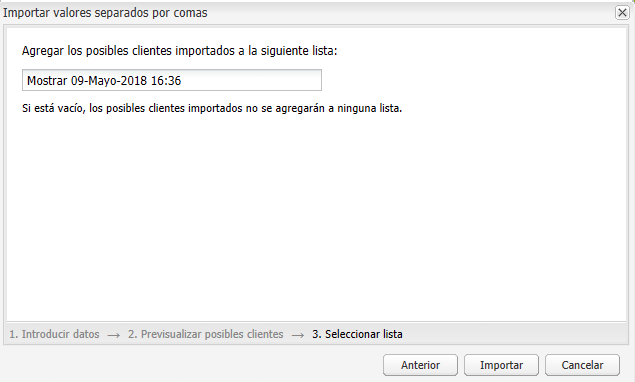 Importar valores separados por comas
Agregar los posibles clientes importados a la siguiente lista:
Mostrar 09-Mayo-2018 16:36
Si está vacío, los posibles clientes importados no se agregarán a ninguna lista.
1. Introducir datos → 2. Previsualizar posibles clientes → 3. Seleccionar lista
Anterior Importar Cancelar